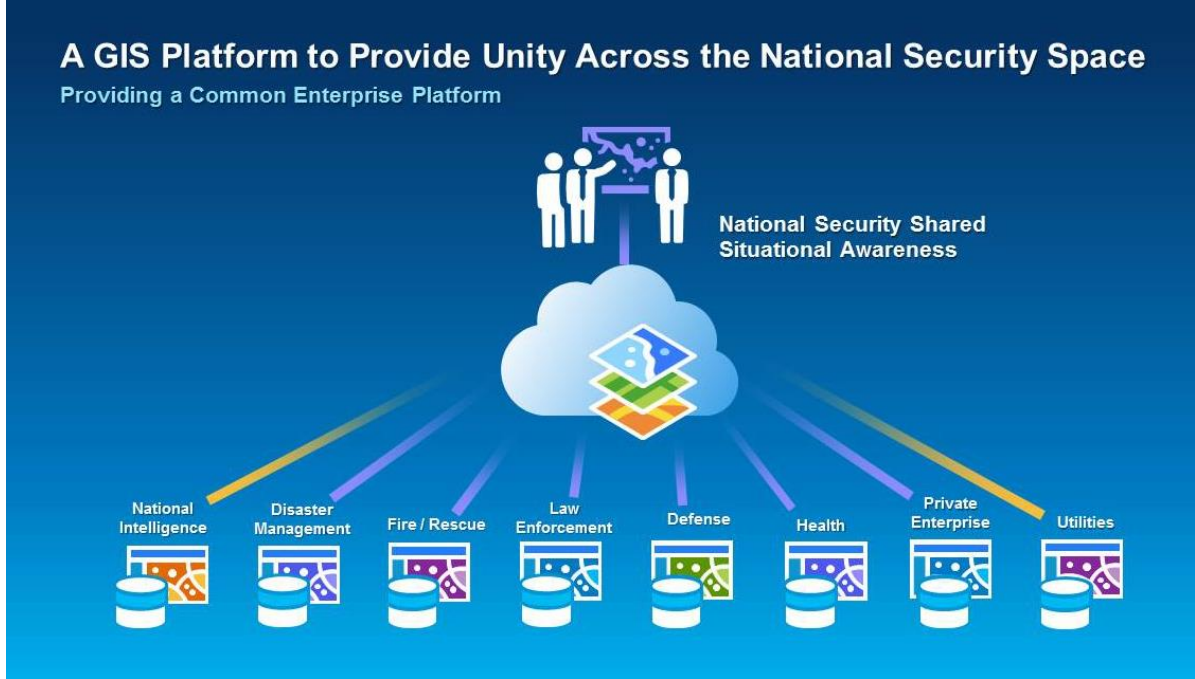 A GIS Platform to Provide Unity Across the National Security Space
Providing a Common Enterprise Platform
National Security Shared
Situational Awareness
National
Intelligence
Disaster
Management
Fire / Rescue
Law
Enforcement
Defense
Health
Private
Enterprise
Utilities